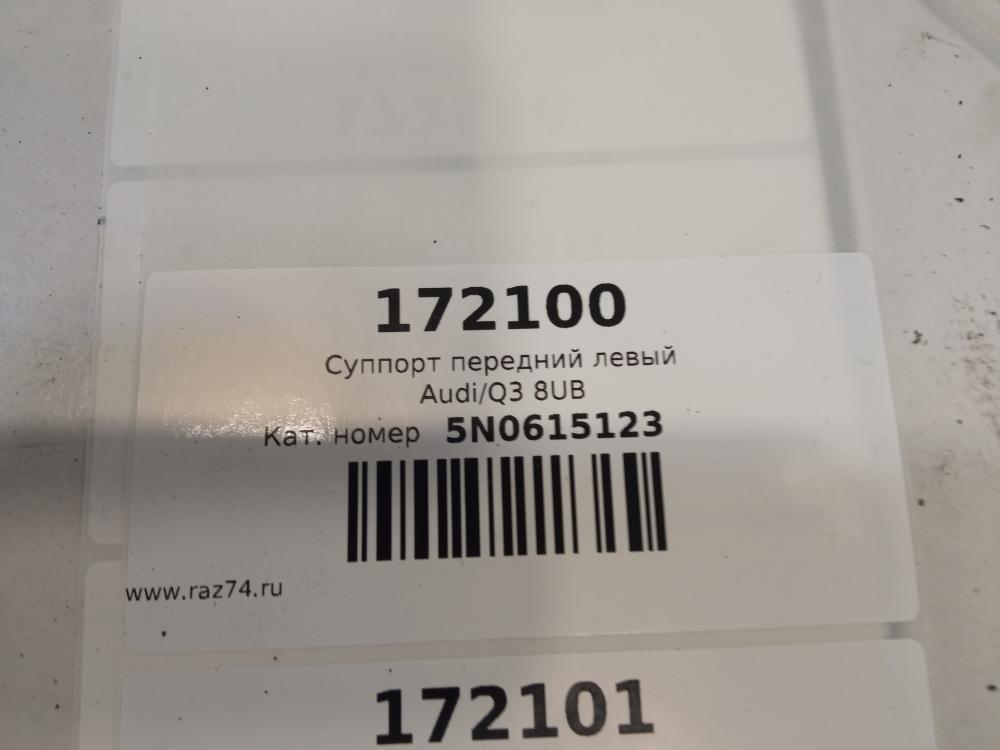 172100
Суппорт передний левый
Audi/Q3 8UB
Кат. номер 5N0615123
www.raz74.ru
172101